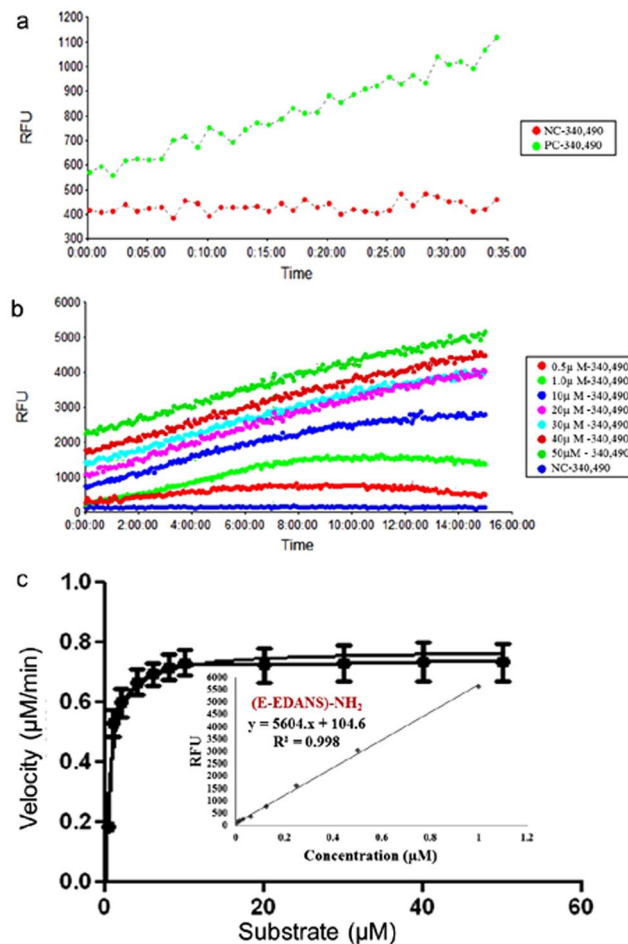 a
1200
1100
1000
900
800
700
600
500
400
300
RFU
0:00:00
0:05:00
0:10:00
0:15:00
0:20:00
0:25:00
0:30:00
0:35:00
Time
NC-340,490
PC-340,490
b
6000
5000
4000
3000
2000
1000
0
RFU
0:00:00
2:00:00
4:00:00
6:00:00
8:00:00
10:00:00
12:00:00
14:00:00
16:00:00
Time
0.5µ M-340,490
1.0µ M-340,490
10µ M -340,490
20µ M -340,490
30µ M -340,490
40µ M -340,490
50µM - 340,490
NC-340,490
c
1.0
0.8
0.6
0.4
0.2
0.0
Velocity (µM/min)
0
20
40
60
Substrate (µM)
(E-EDANS)-NH₂
y = 5604.x + 104.6
R² = 0.998
6000
5500
5000
4500
4000
3500
3000
2500
2000
1500
1000
500
0
RFU
0
0.2
0.4
0.6
0.8
1
1.2
Concentration (µM)